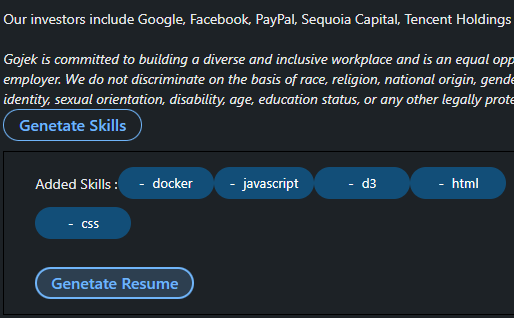 Our investors include Google, Facebook, PayPal, Sequoia Capital, Tencent Holdings
Gojek is committed to building a diverse and inclusive workplace and is an equal
employer. We do not discriminate on the basis of race, religion, national origin,
identity, sexual orientation, disability, age, education status, or any other legally
Genetate Skills
Added Skills : - docker - javascript - d3 - html
- css
Genetate Resume